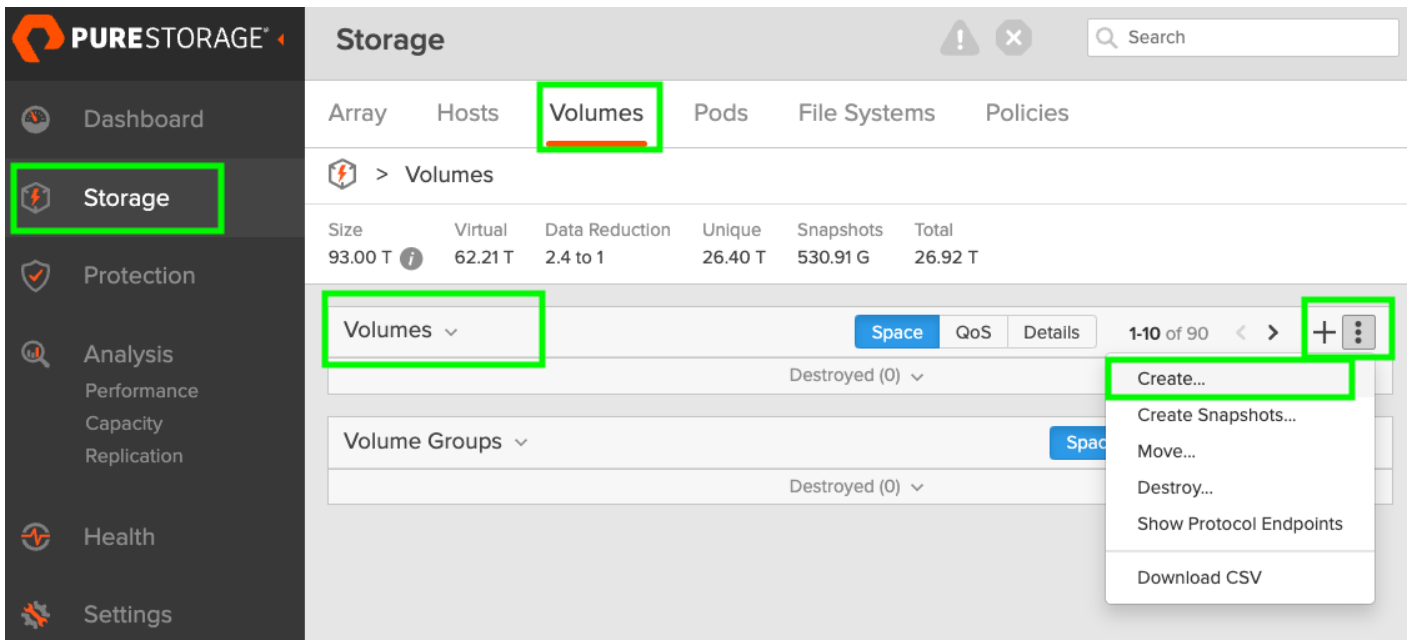 PURESTORAGE®
Dashboard
Storage
Protection
Analysis
Performance
Capacity
Replication
Health
Settings
Storage
Search
Array Hosts Volumes Pods File Systems Policies
> Volumes
Size Virtual Data Reduction Unique Snapshots Total
93.00 T i 62.21 T 2.4 to 1 26.40 T 530.91 G 26.92 T
Volumes Space QoS Details 1-10 of 90 < > +
Destroyed (0)
Volume Groups Spac
Destroyed (0)
Create...
Create Snapshots...
Move...
Destroy...
Show Protocol Endpoints
Download CSV